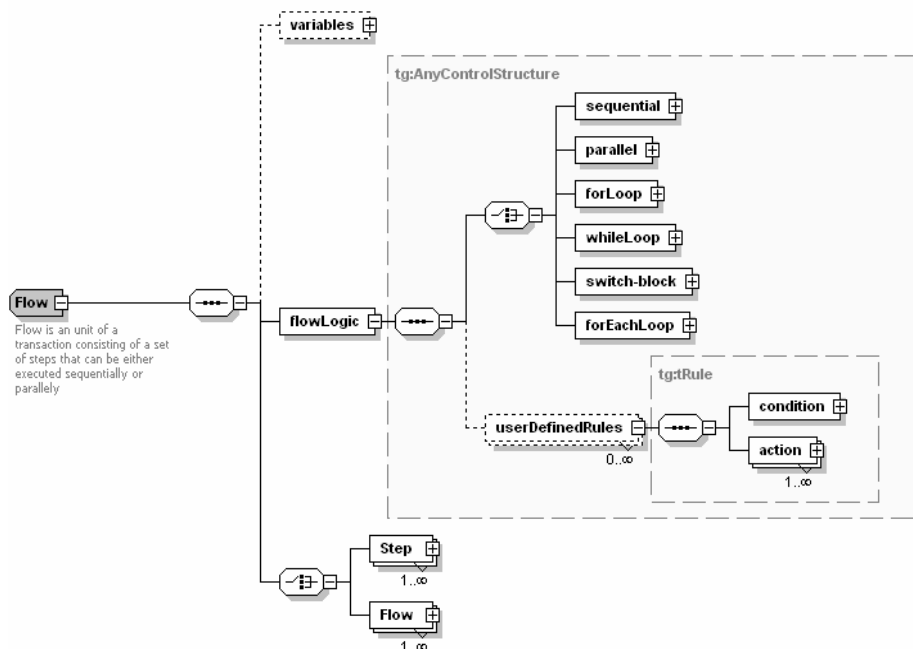 variables
tg:AnyControlStructure
sequential
parallel
forLoop
whileLoop
switch-block
forEachLoop
Flow
Flow is an unit of a
transaction consisting of a set
of steps that can be either
executed sequentially or
parallely
flowLogic
tg:tRule
condition
action
1..∞
userDefinedRules
0..∞
Step
1..∞
Flow
1..∞